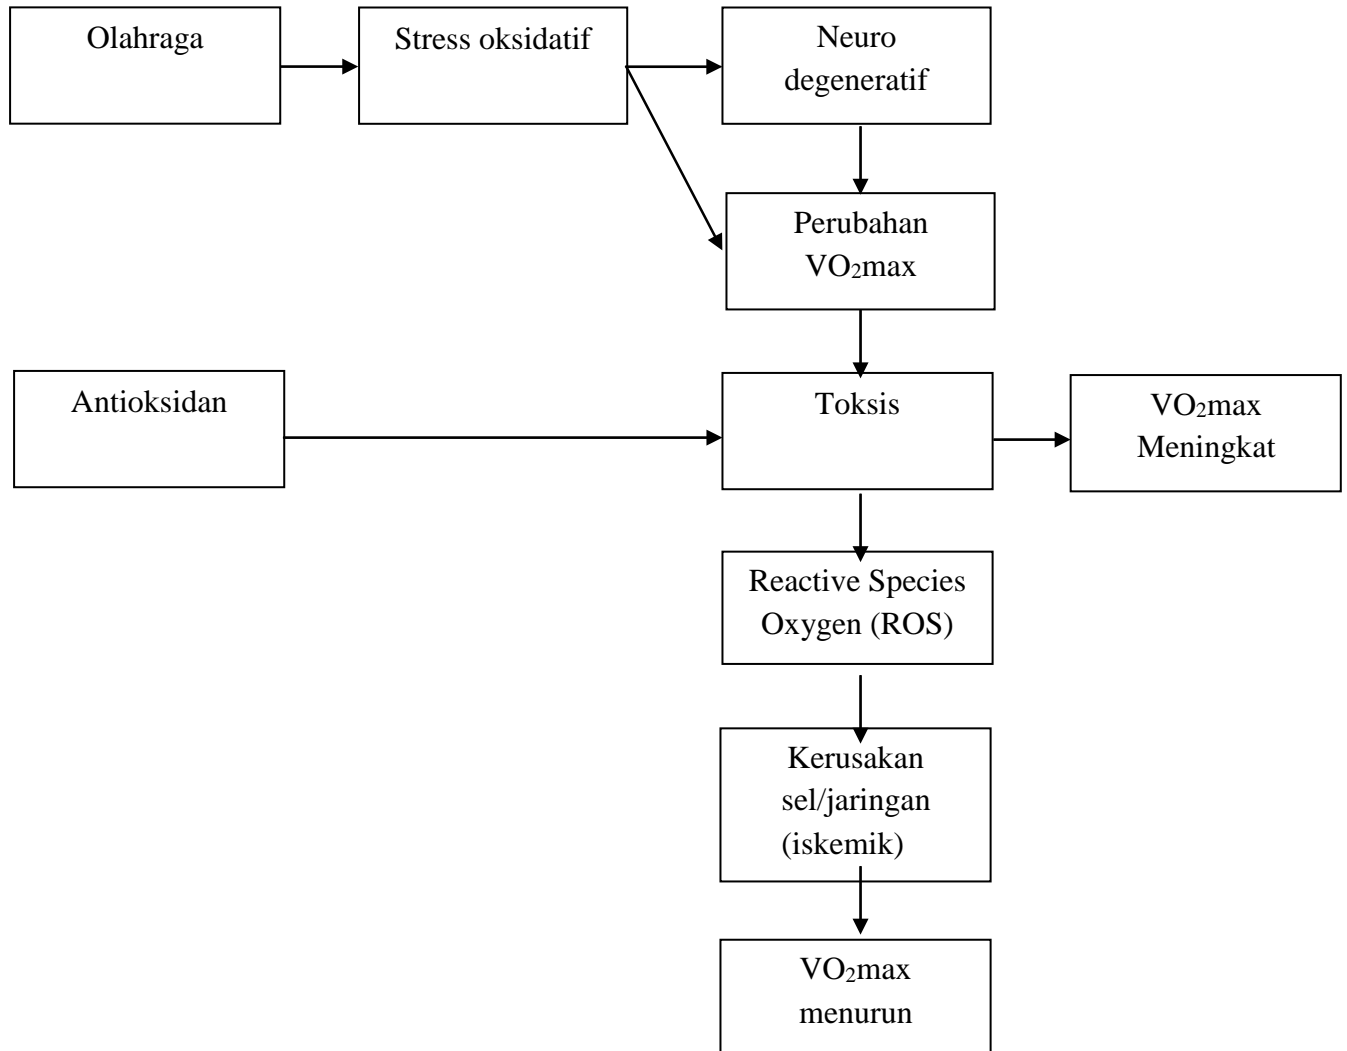 Olahraga
Stress oksidatif
Neuro
degeneratif
Perubahan
VO₂max
Antioksidan
Toksis
VO₂max
Meningkat
Reactive Species
Oxygen (ROS)
Kerusakan
sel/jaringan
(iskemik)
VO₂max
menurun